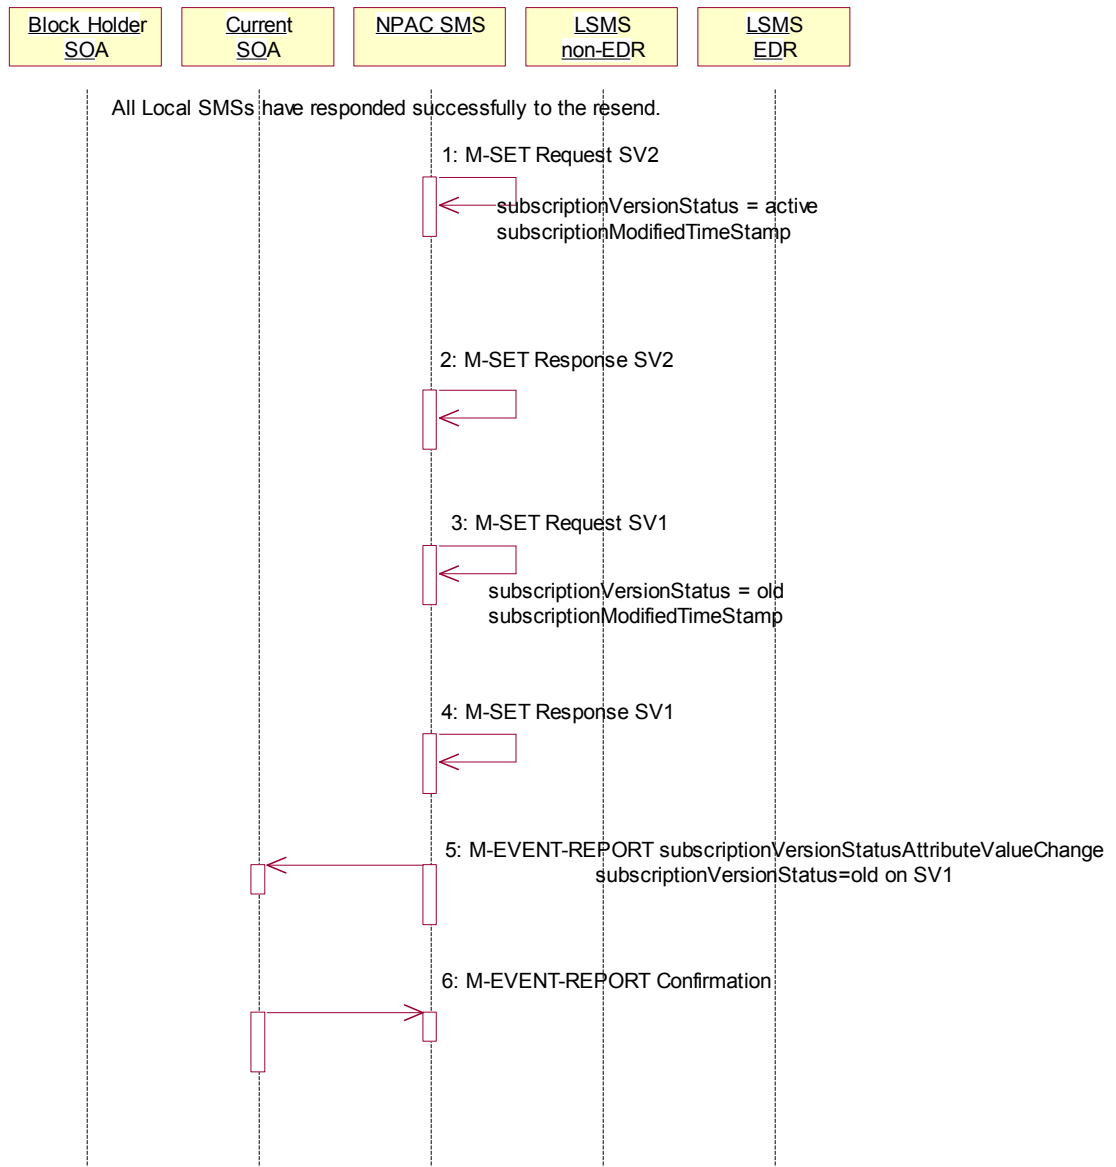 Block Holder
SOA
Current
SOA
NPAC SMS
LSMS
non-EDR
LSMS
EDR
All Local SMSs have responded successfully to the resend.
1: M-SET Request SV2
subscriptionVersionStatus = active
subscriptionModifiedTimeStamp
2: M-SET Response SV2
3: M-SET Request SV1
subscriptionVersionStatus = old
subscriptionModifiedTimeStamp
4: M-SET Response SV1
5: M-EVENT-REPORT subscriptionVersionStatusAttributeValueChange
subscriptionVersionStatus=old on SV1
6: M-EVENT-REPORT Confirmation